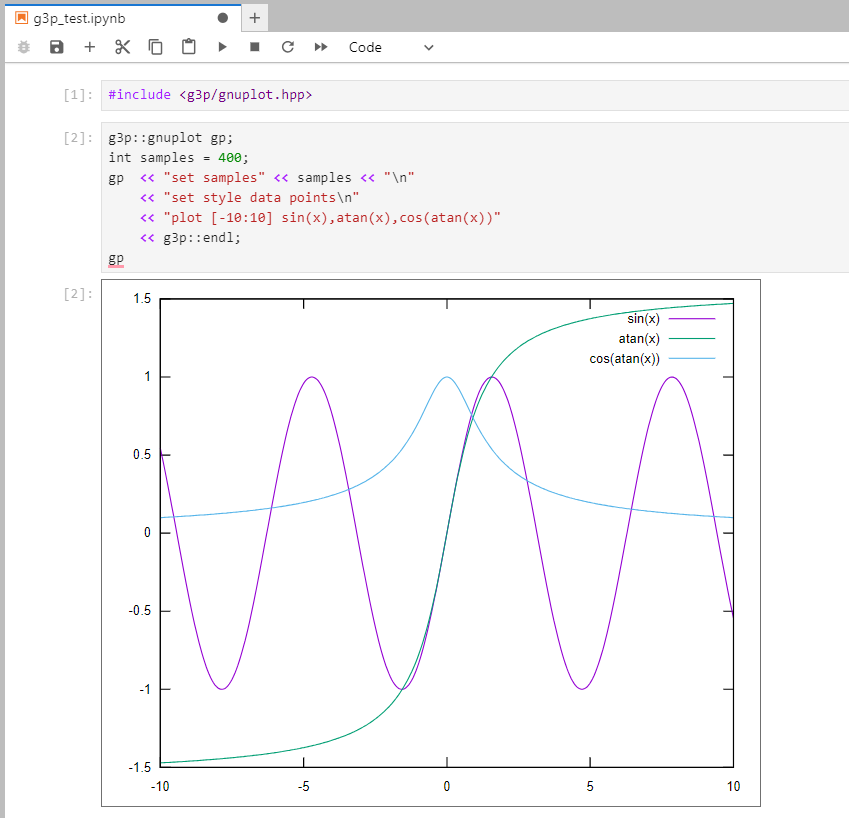 g3p_test.ipynb
Code
[1]: #include <g3p/gnuplot.hpp>
[2]: g3p::gnuplot gp;
int samples = 400;
gp << "set samples" << samples << "\n"
<< "set style data points\n"
<< "plot [-10:10] sin(x),atan(x),cos(atan(x))"
<< g3p::endl;
gp
[2]:
1.5
sin(x)
atan(x)
cos(atan(x))
1
0.5
0
-0.5
-1
-1.5
-10 -5 0 5 10